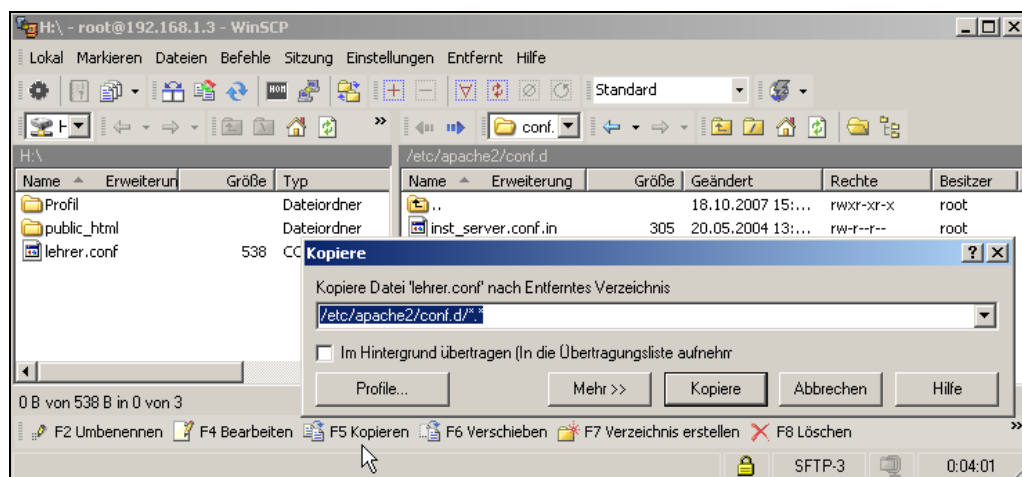 H:\ - root@192.168.1.3 - WinSCP
Lokal Markieren Dateien Befehle Sitzung Einstellungen Entfernt Hilfe
Standard
H conf.
H:\ /etc/apache2/conf.d
Name Erweiterun Größe Typ Name Erweiterung Größe Geändert Rechte Besitzer
Profil Dateiordner .. 18.10.2007 15:... rwxr-xr-x root
public_html Dateiordner inst_server.conf.in 305 20.05.2004 13:... rw-r--r-- root
lehrer.conf 538 CO
Kopiere
Kopiere Datei 'lehrer.conf' nach Entferntes Verzeichnis
/etc/apache2/conf.d/*.*
Im Hintergrund übertragen (In die Übertragungsliste aufnehm
Profile... Mehr >> Kopiere Abbrechen Hilfe
0 B von 538 B in 0 von 3
F2 Umbenennen F4 Bearbeiten F5 Kopieren F6 Verschieben F7 Verzeichnis erstellen F8 Löschen
SFTP-3 0:04:01